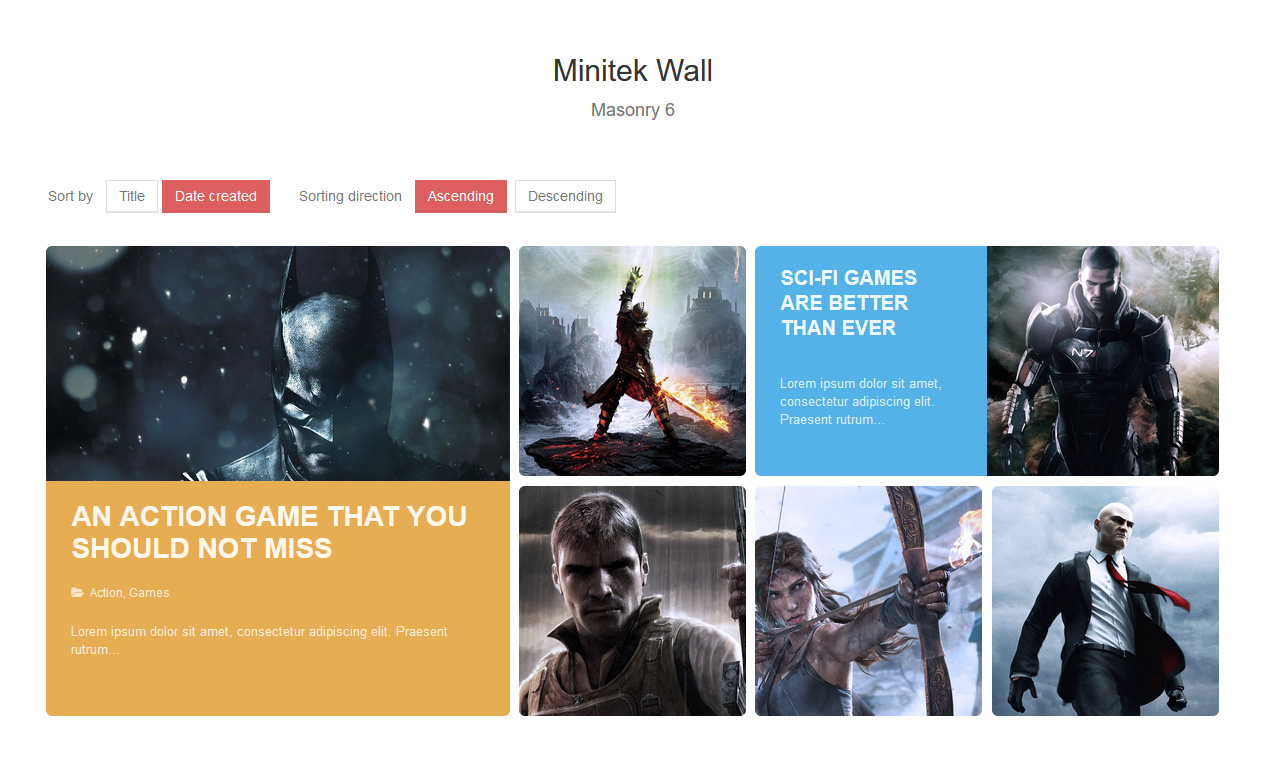 Minitek Wall
Masonry 6
Sort by Title Date created Sorting direction Ascending Descending
AN ACTION GAME THAT YOU
SHOULD NOT MISS
Action, Games
Lorem ipsum dolor sit amet, consectetur adipiscing elit. Praesent
rutrum...
SCI-FI GAMES
ARE BETTER
THAN EVER
Lorem ipsum dolor sit amet,
consectetur adipiscing elit.
Praesent rutrum...
N7